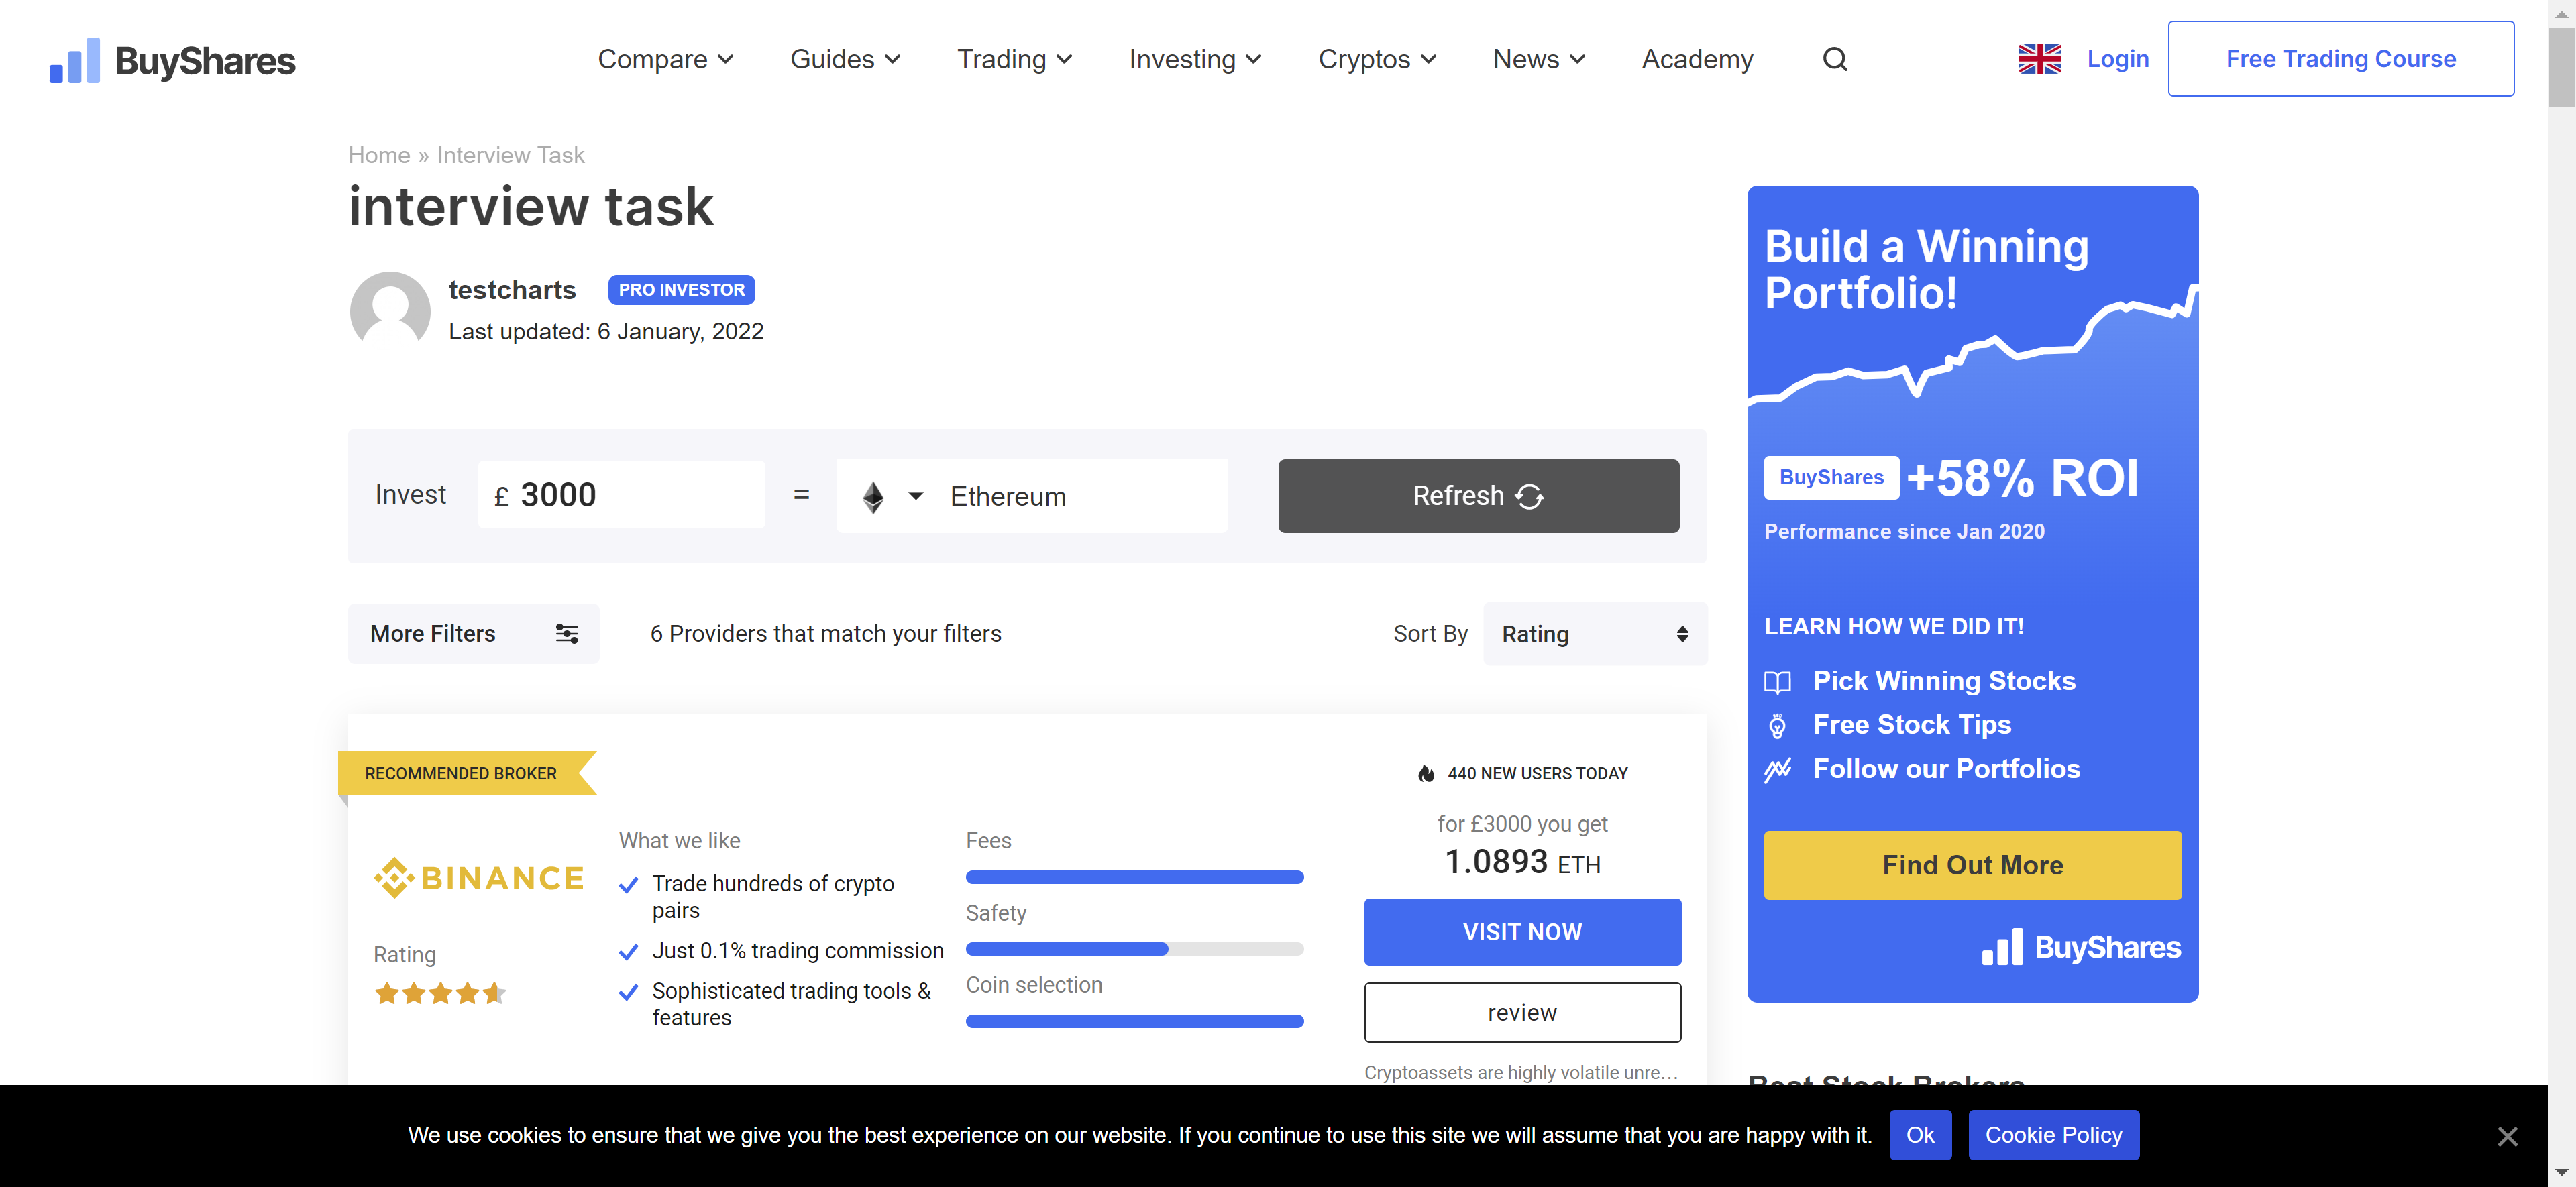 BuyShares
Compare
Guides
Trading
Investing
Cryptos
News
Academy
Login
Free Trading Course
Home » Interview Task
interview task
testcharts
PRO INVESTOR
Last updated: 6 January, 2022
Invest
£ 3000
=
Ethereum
Refresh
More Filters
6 Providers that match your filters
Sort By
Rating
RECOMMENDED BROKER
BINANCE
Rating
What we like
Trade hundreds of crypto
pairs
Just 0.1% trading commission
Sophisticated trading tools &
features
Fees
Safety
Coin selection
440 NEW USERS TODAY
for £3000 you get
1.0893 ETH
VISIT NOW
review
Cryptoassets are highly volatile unre...
Build a Winning
Portfolio!
BuyShares +58% ROI
Performance since Jan 2020
LEARN HOW WE DID IT!
Pick Winning Stocks
Free Stock Tips
Follow our Portfolios
Find Out More
BuyShares
Best Stock Brokers
We use cookies to ensure that we give you the best experience on our website. If you continue to use this site we will assume that you are happy with it.
Ok
Cookie Policy